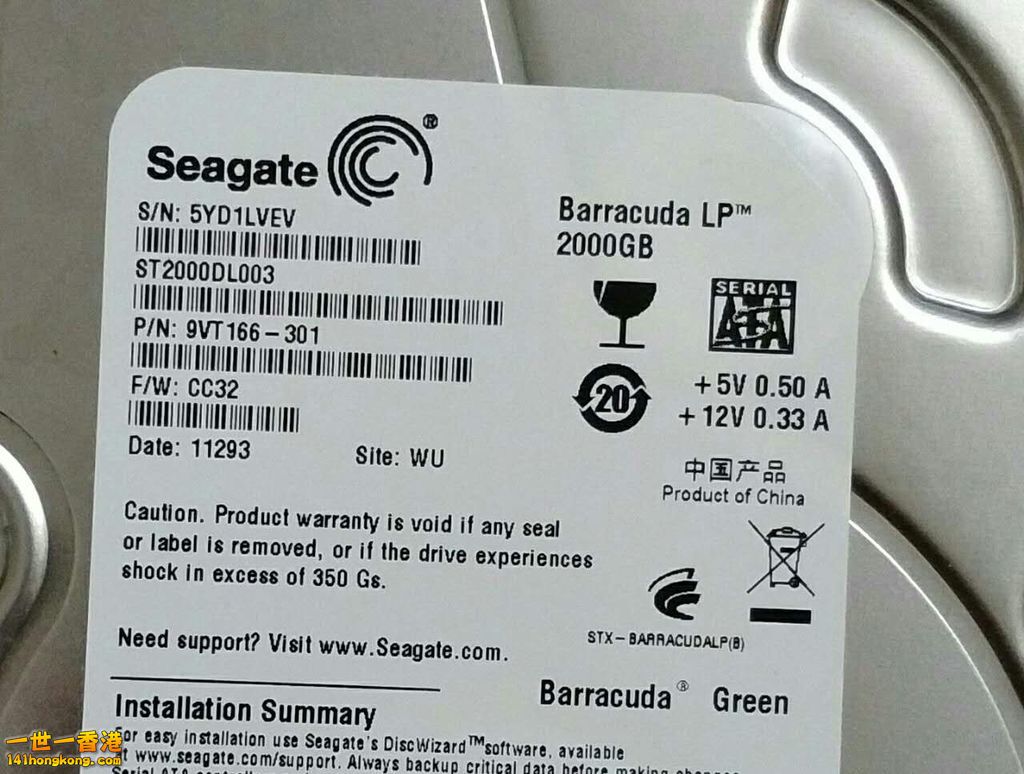 Seagate®
S/N: 5YD1LVEV
ST2000DL003
P/N: 9VT166-301
F/W: CC32
Date: 11293 Site: WU
Barracuda LP™
2000GB
SERIAL
ATA
20
+5V 0.50 A
+12V 0.33 A
中国产品
Product of China
Caution. Product warranty is void if any seal
or label is removed, or if the drive experiences
shock in excess of 350 Gs.
STX-BARRACUDALP(B)
Need support? Visit www.Seagate.com.
Barracuda® Green
Installation Summary
For easy installation use Seagate's DiscWizard™ software, available
at www.seagate.com/support. Always backup critical data before making
一世一香港
141hongkong.com